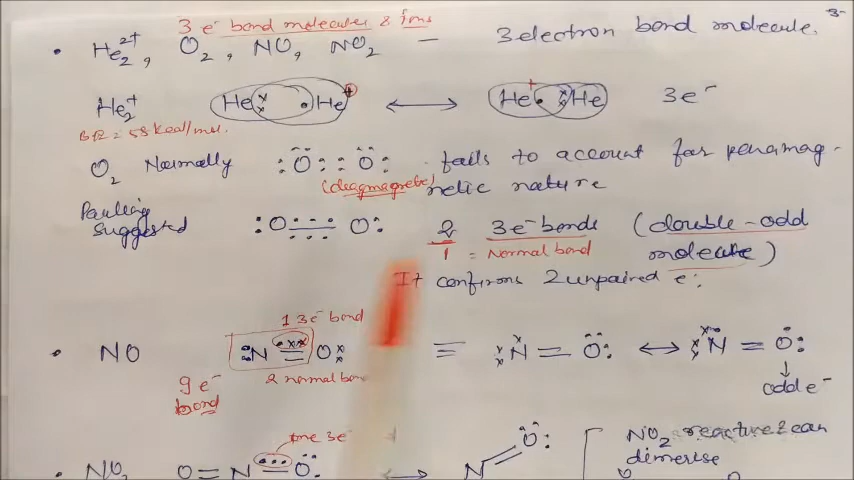 3 e⁻ bond molecules & ions
3-
• He₂²⁺, O₂, NO, NO₂ — 3electron bond molecule.
He₂⁺ He ×× • He⁺ ⟷ He⁺ • ×× He 3e⁻
BE = 58 kcal/mol.
O₂ Normally :O::O: fails to account for paramag-
(diagmagnetic) netic nature
Pauling suggested :O—O: 2 3e⁻ bonds (double-odd
1 = Normal bond molecule)
It confirms 2 unpaired e⁻.
1 3e⁻ bond
• NO :N = O ≡ N = O: ⟷ N = O:
9e⁻ 2 normal bond odd e⁻
bond
one 3e⁻
• NO₂ O=N O: ⟷ N O: NO₂ reactive & can
dimerise